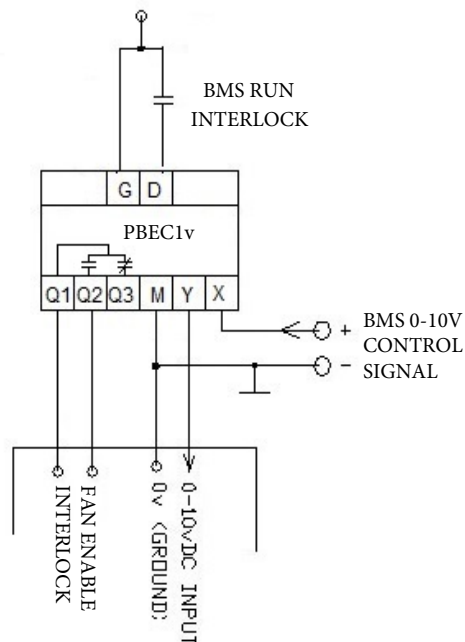 BMS RUN
INTERLOCK
G D
PBEC1v
Q1 Q2 Q3 M Y X
+ BMS 0-10V
CONTROL
- SIGNAL
INTERLOCK
FAN ENABLE
0v (GROUND)
0-10vDC INPUT